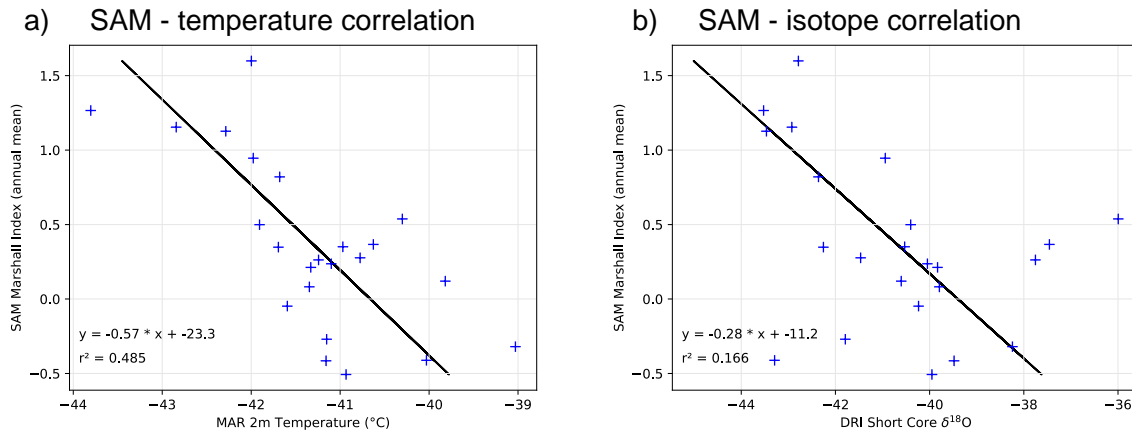 a) SAM - temperature correlation
1.5
1.0
0.5
0.0
−0.5
SAM Marshall Index (annual mean)
y = -0.57 * x + -23.3
r² = 0.485
−44 −43 −42 −41 −40 −39
MAR 2m Temperature (°C)
b) SAM - isotope correlation
1.5
1.0
0.5
0.0
−0.5
SAM Marshall Index (annual mean)
y = -0.28 * x + -11.2
r² = 0.166
−44 −42 −40 −38 −36
DRI Short Core δ¹⁸O